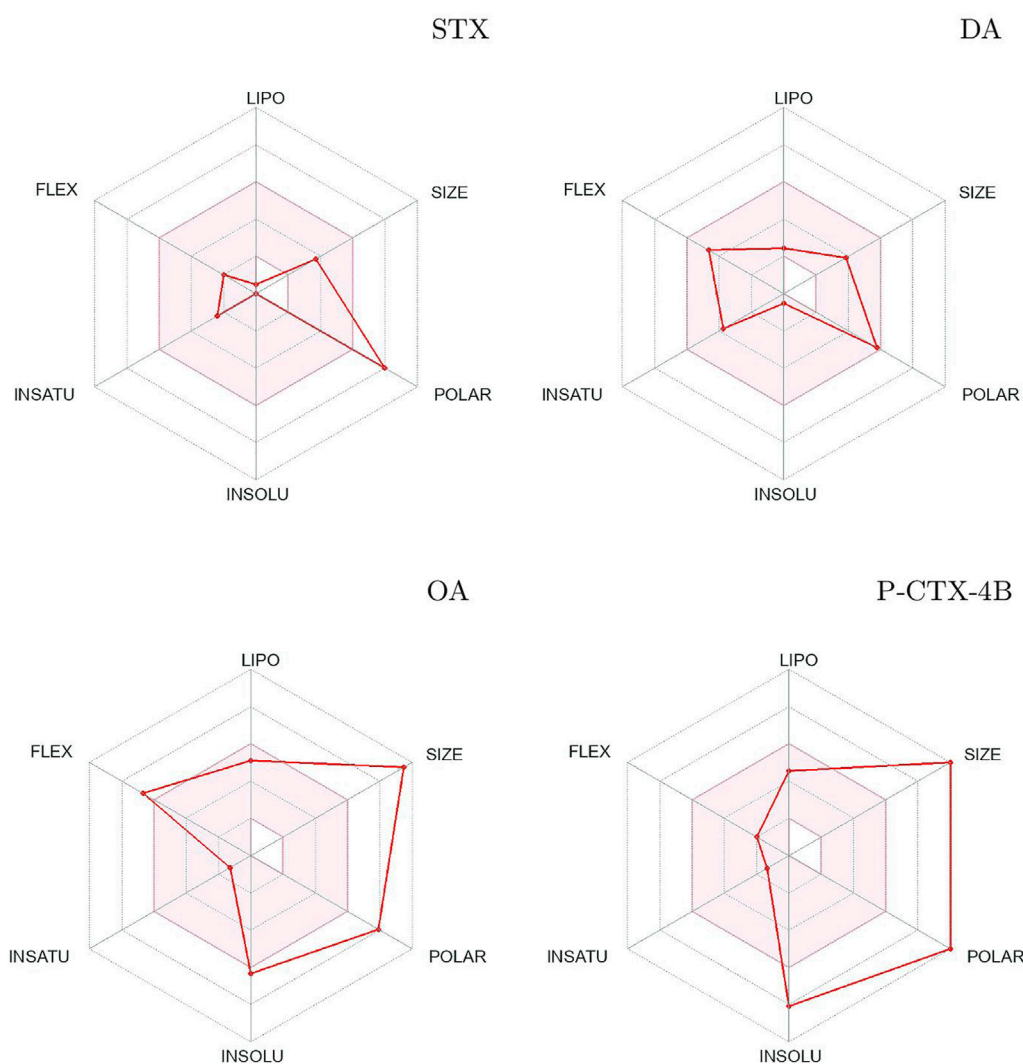 STX
LIPO
FLEX
SIZE
INSATU
POLAR
INSOLU
DA
LIPO
FLEX
SIZE
INSATU
POLAR
INSOLU
OA
LIPO
FLEX
SIZE
INSATU
POLAR
INSOLU
P-CTX-4B
LIPO
FLEX
SIZE
INSATU
POLAR
INSOLU